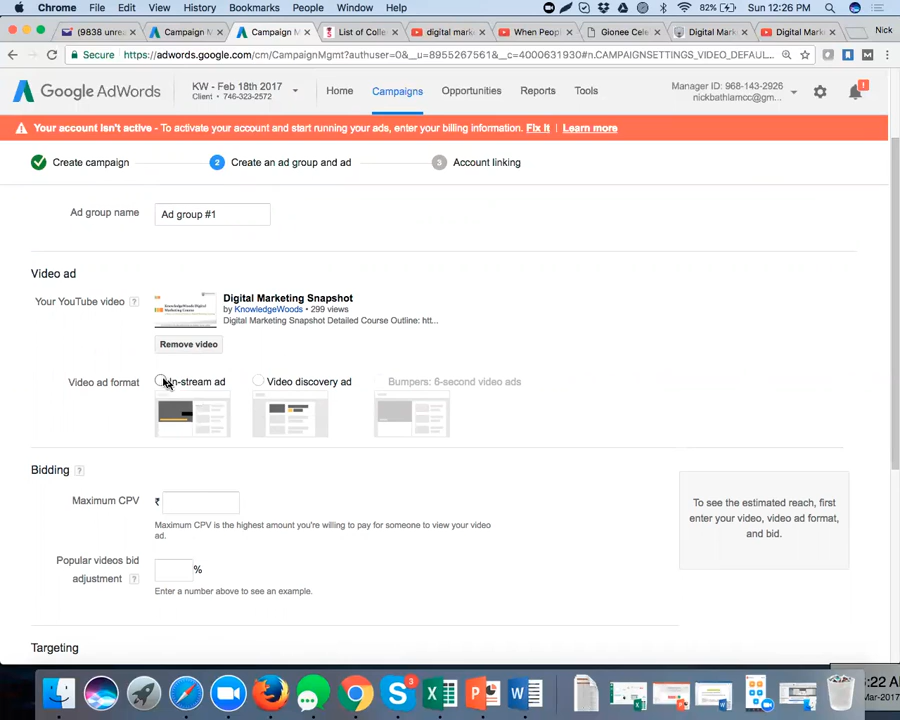 Chrome File Edit View History Bookmarks People Window Help 82% Sun 12:26 PM
(9838 unre Campaign M Campaign M List of Colle digital mark When Peopl Gionee Cele Digital Mark Digital Mark Nick
Secure https://adwords.google.com/cm/CampaignMgmt?authuser=0&__u=8955267561&__c=4000631930#n.CAMPAIGNSETTINGS_VIDEO_DEFAUL...
Google AdWords KW - Feb 18th 2017 Client • 746-323-2572 Home Campaigns Opportunities Reports Tools Manager ID: 968-143-2926 nickbathlamcc@gm... !
Your account isn't active - To activate your account and start running your ads, enter your billing information. Fix it | Learn more
Create campaign 2 Create an ad group and ad 3 Account linking
Ad group name Ad group #1
Video ad
Your YouTube video ? Digital Marketing Snapshot
by KnowledgeWoods • 299 views
Digital Marketing Snapshot Detailed Course Outline: htt...
Remove video
Video ad format In-stream ad Video discovery ad Bumpers: 6-second video ads
Bidding ?
Maximum CPV ₹
Maximum CPV is the highest amount you're willing to pay for someone to view your video
ad.
To see the estimated reach, first
enter your video, video ad format,
and bid.
Popular videos bid
adjustment ? %
Enter a number above to see an example.
Targeting
3
:22 A
Mar-2017